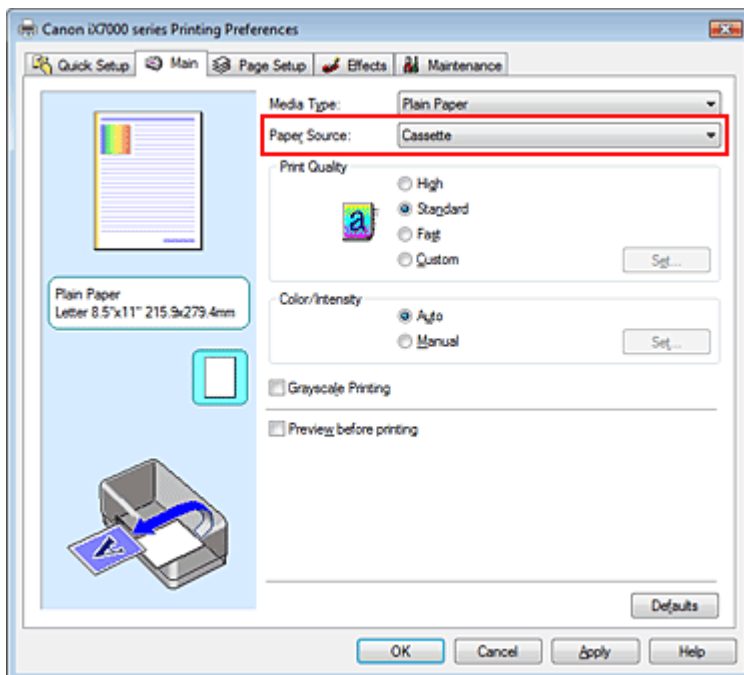 Canon iX7000 series Printing Preferences
Quick Setup
Main
Page Setup
Effects
Maintenance
Media Type:
Plain Paper
Paper Source:
Cassette
Print Quality
High
Standard
Fast
Custom
Set...
Plain Paper
Letter 8.5"x11" 215.9x279.4mm
Color/Intensity
Auto
Manual
Set...
Grayscale Printing
Preview before printing
Defaults
OK
Cancel
Apply
Help